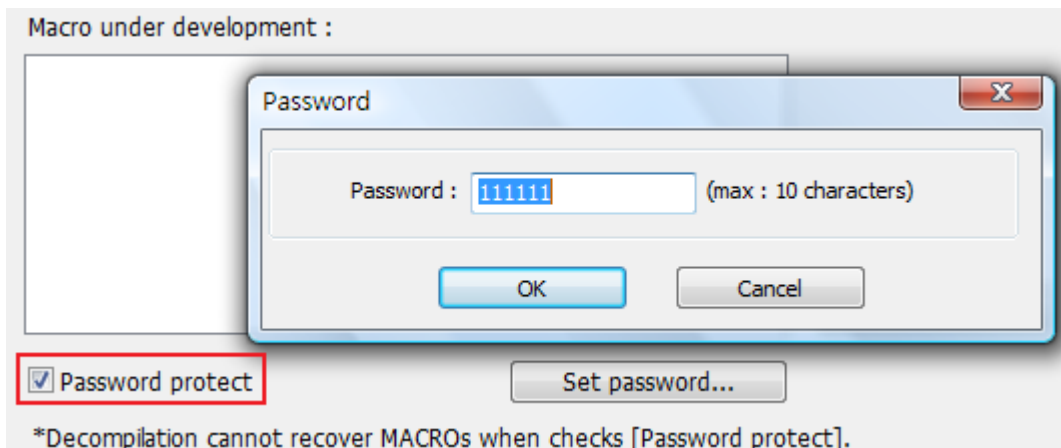 Macro under development :
Password
Password : 111111 (max : 10 characters)
OK Cancel
Password protect Set password...
*Decompilation cannot recover MACROs when checks [Password protect].